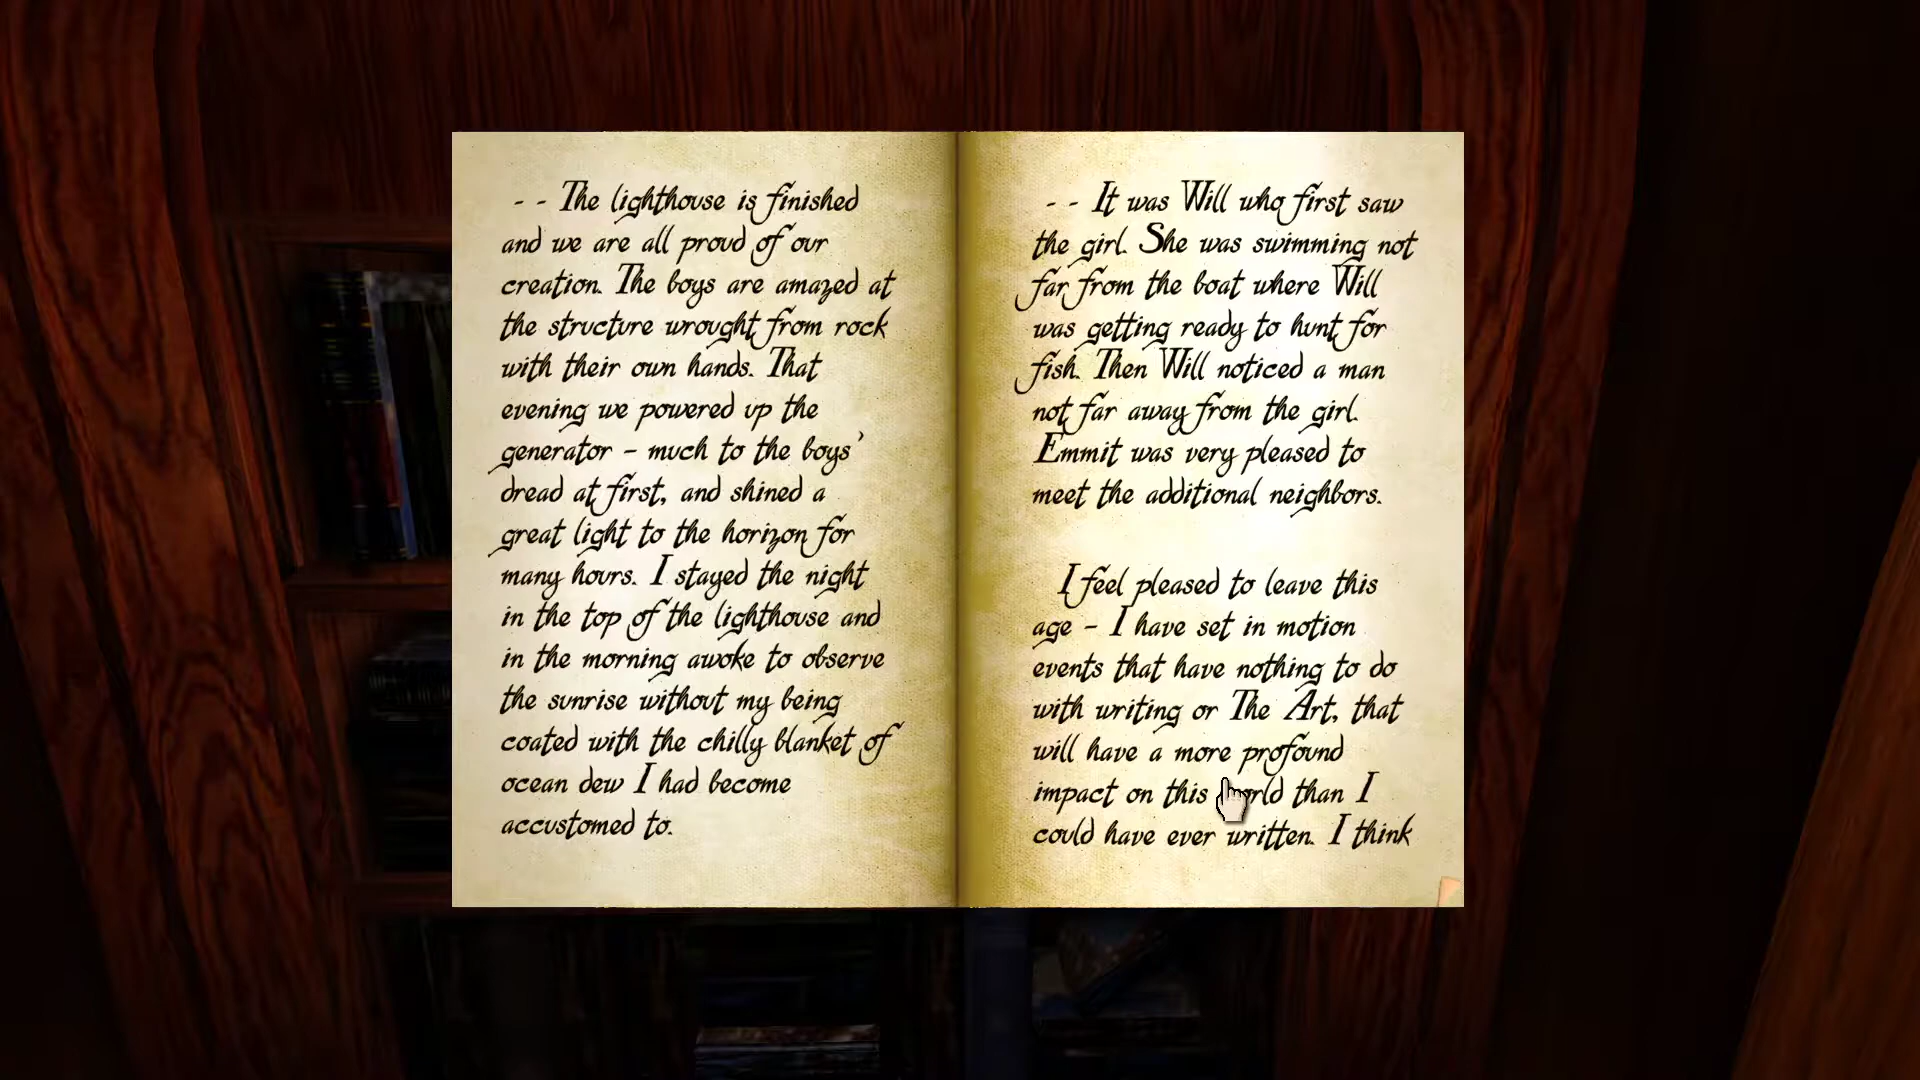 - - The lighthouse is finished
and we are all proud of our
creation. The boys are amazed at
the structure wrought from rock
with their own hands. That
evening we powered up the
generator – much to the boys'
dread at first, and shined a
great light to the horizon for
many hours. I stayed the night
in the top of the lighthouse and
in the morning awoke to observe
the sunrise without my being
coated with the chilly blanket of
ocean dew I had become
accustomed to.
- - It was Will who first saw
the girl. She was swimming not
far from the boat where Will
was getting ready to hunt for
fish. Then Will noticed a man
not far away from the girl.
Emmit was very pleased to
meet the additional neighbors.
I feel pleased to leave this
age – I have set in motion
events that have nothing to do
with writing or The Art, that
will have a more profound
impact on this world than I
could have ever written. I think